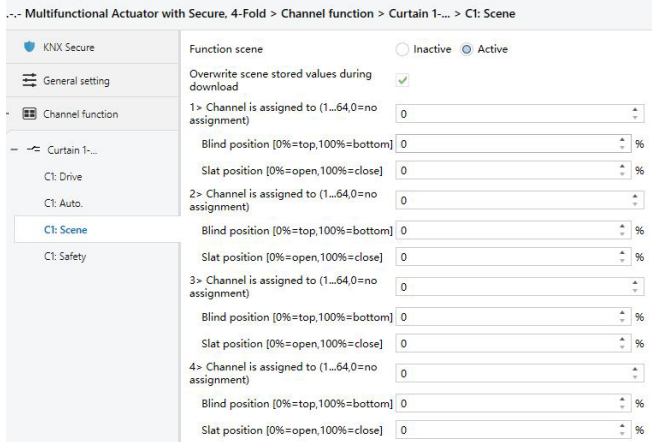 -.- Multifunctional Actuator with Secure, 4-Fold > Channel function > Curtain 1-... > C1: Scene
KNX Secure
General setting
Channel function
Curtain 1-...
C1: Drive
C1: Auto.
C1: Scene
C1: Safety
Function scene
Inactive
Active
Overwrite scene stored values during
download
1> Channel is assigned to (1...64,0=no
assignment)
0
Blind position [0%=top,100%=bottom] 0 %
Slat position [0%=open,100%=close] 0 %
2> Channel is assigned to (1...64,0=no
assignment)
0
Blind position [0%=top,100%=bottom] 0 %
Slat position [0%=open,100%=close] 0 %
3> Channel is assigned to (1...64,0=no
assignment)
0
Blind position [0%=top,100%=bottom] 0 %
Slat position [0%=open,100%=close] 0 %
4> Channel is assigned to (1...64,0=no
assignment)
0
Blind position [0%=top,100%=bottom] 0 %
Slat position [0%=open,100%=close] 0 %